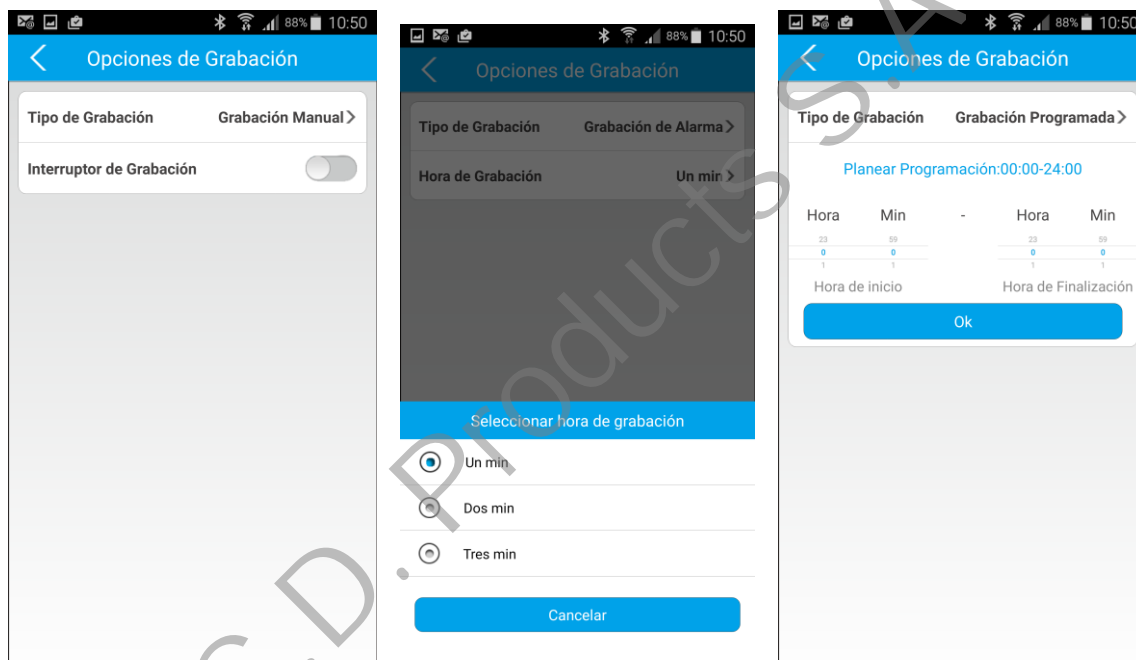 88% 10:50
Opciones de Grabación
Tipo de Grabación Grabación Manual >
Interruptor de Grabación
88% 10:50
Opciones de Grabación
Tipo de Grabación Grabación de Alarma >
Hora de Grabación Un min >
Seleccionar hora de grabación
Un min
Dos min
Tres min
Cancelar
88% 10:50
Opciones de Grabación
Tipo de Grabación Grabación Programada >
Planear Programación:00:00-24:00
Hora Min - Hora Min
23 59 23 59
0 0 0 0
1 1 1 1
Hora de inicio Hora de Finalización
Ok
D. Products S.A